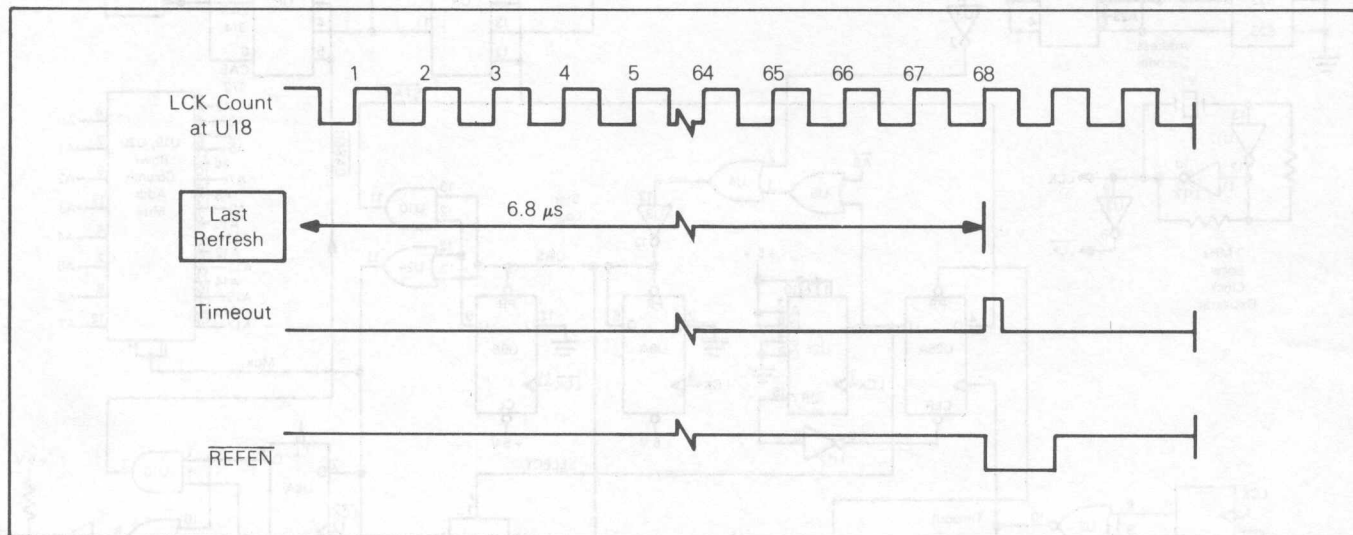 1 2 3 4 5 64 65 66 67 68
LCK Count
at U18
Last
Refresh
6.8 μs
Timeout
REFEN